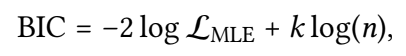 BIC = −2 log ℒ_MLE + k log(n),